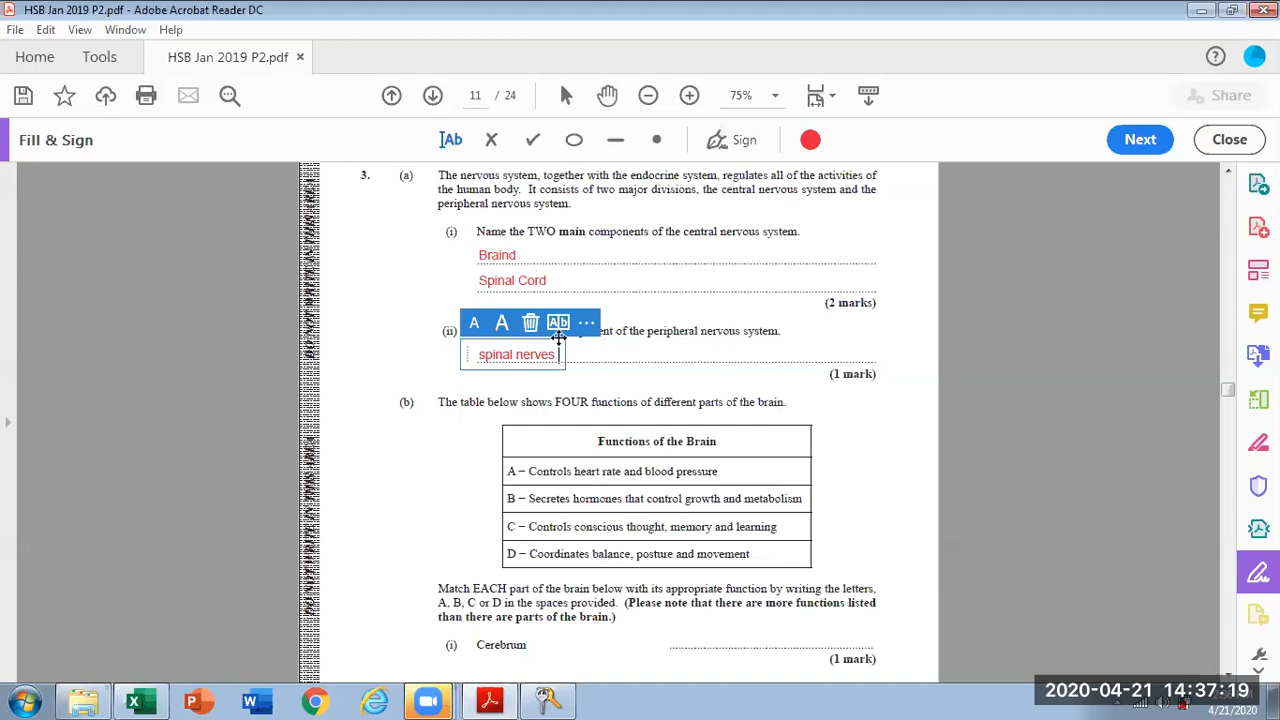 HSB Jan 2019 P2.pdf - Adobe Acrobat Reader DC
File Edit View Window Help
Home Tools HSB Jan 2019 P2.pdf ×
11 / 24 75% Share
Fill & Sign Ab Sign Next Close
3. (a) The nervous system, together with the endocrine system, regulates all of the activities of
the human body. It consists of two major divisions, the central nervous system and the
peripheral nervous system.
(i) Name the TWO main components of the central nervous system.
Braind
Spinal Cord
(2 marks)
A A Ab ...
(ii) of the peripheral nervous system.
spinal nerves
(1 mark)
(b) The table below shows FOUR functions of different parts of the brain.
Functions of the Brain
A − Controls heart rate and blood pressure
B − Secretes hormones that control growth and metabolism
C − Controls conscious thought, memory and learning
D − Coordinates balance, posture and movement
Match EACH part of the brain below with its appropriate function by writing the letters,
A, B, C or D in the spaces provided. (Please note that there are more functions listed
than there are parts of the brain.)
(i) Cerebrum
(1 mark)
2020-04-21 14:37:19
4/21/2020